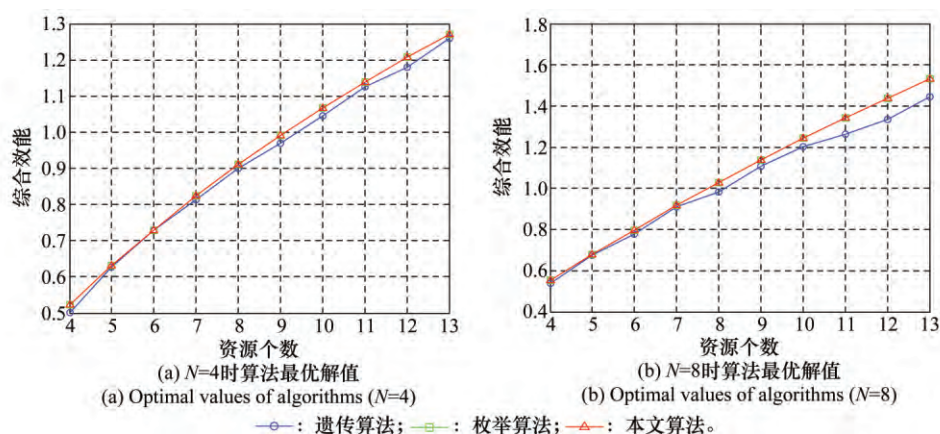 1.3
1.2
1.1
1.0
0.9
0.8
0.7
0.6
0.5
综合效能
4 5 6 7 8 9 10 11 12 13
资源个数
(a) N=4时算法最优解值
(a) Optimal values of algorithms (N=4)
1.8
1.6
1.4
1.2
1.0
0.8
0.6
0.4
综合效能
4 5 6 7 8 9 10 11 12 13
资源个数
(b) N=8时算法最优解值
(b) Optimal values of algorithms (N=8)
: 遗传算法; : 枚举算法; : 本文算法。